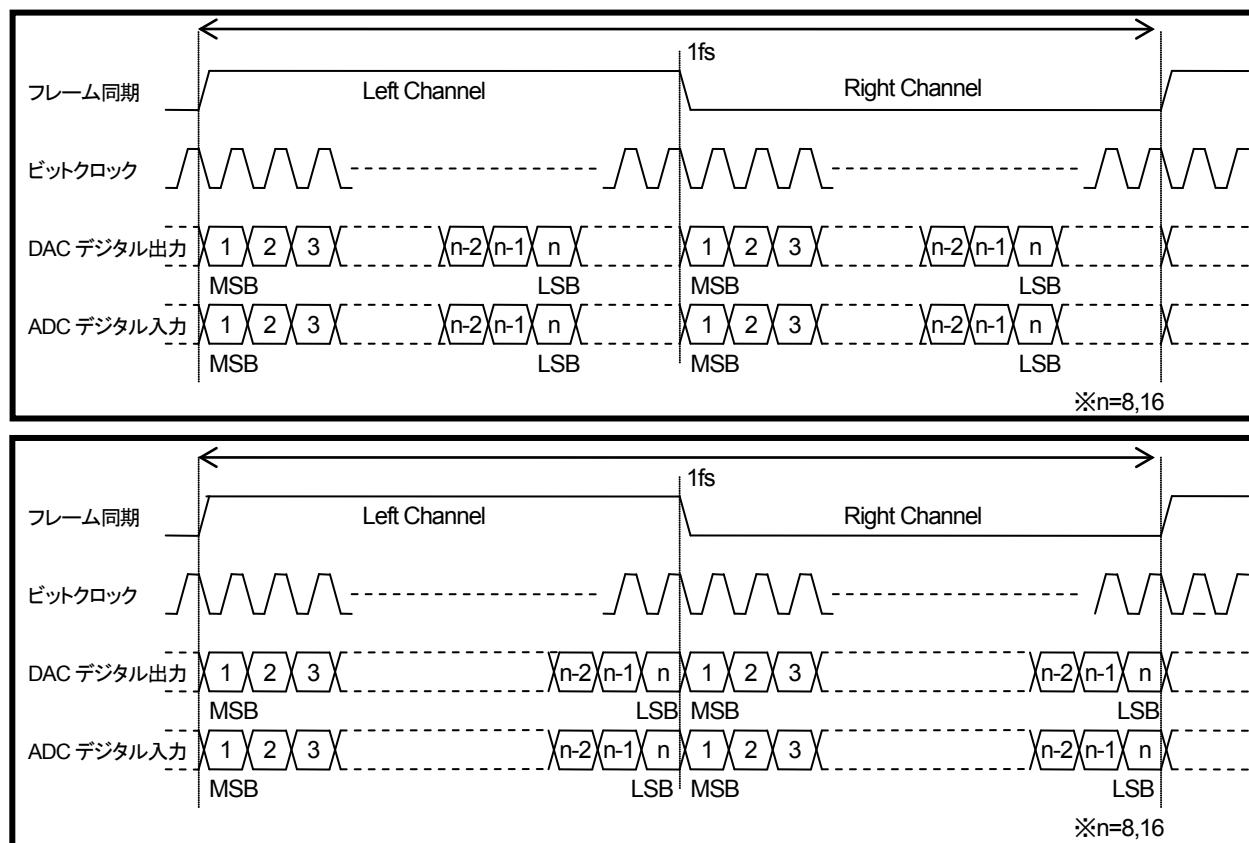 1fs
フレーム同期 Left Channel Right Channel
ビットクロック
DAC デジタル出力 1 2 3 n-2 n-1 n 1 2 3 n-2 n-1 n
MSB LSB MSB LSB
ADC デジタル入力 1 2 3 n-2 n-1 n 1 2 3 n-2 n-1 n
MSB LSB MSB LSB
※n=8,16
1fs
フレーム同期 Left Channel Right Channel
ビットクロック
DAC デジタル出力 1 2 3 n-2 n-1 n 1 2 3 n-2 n-1 n
MSB LSB MSB LSB
ADC デジタル入力 1 2 3 n-2 n-1 n 1 2 3 n-2 n-1 n
MSB LSB MSB LSB
※n=8,16